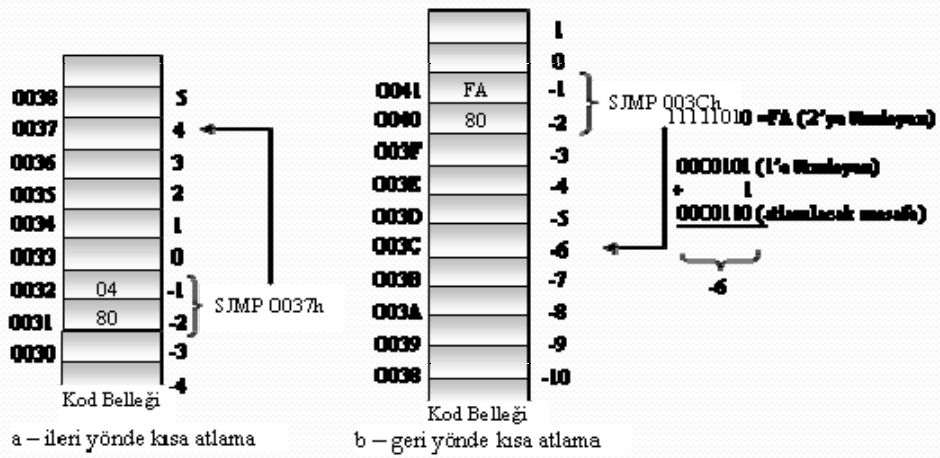 0038 5
0037 4
0036 3
0035 2
0034 1
0033 0
0032 04 -1
0031 80 -2
0030 -3
-4
SJMP 0037h
Kod Belleği
a – ileri yönde kısa atlama
1
0
0041 FA -1
0040 80 -2
003F -3
003E -4
003D -5
003C -6
003B -7
003A -8
0039 -9
0038 -10
SJMP 003Ch
11111010 =FA (2'ye tümleyen)
00000101 (1'e tümleyen)
+ 1
00000110 (atlanılacak mesafe)
-6
Kod Belleği
b – geri yönde kısa atlama